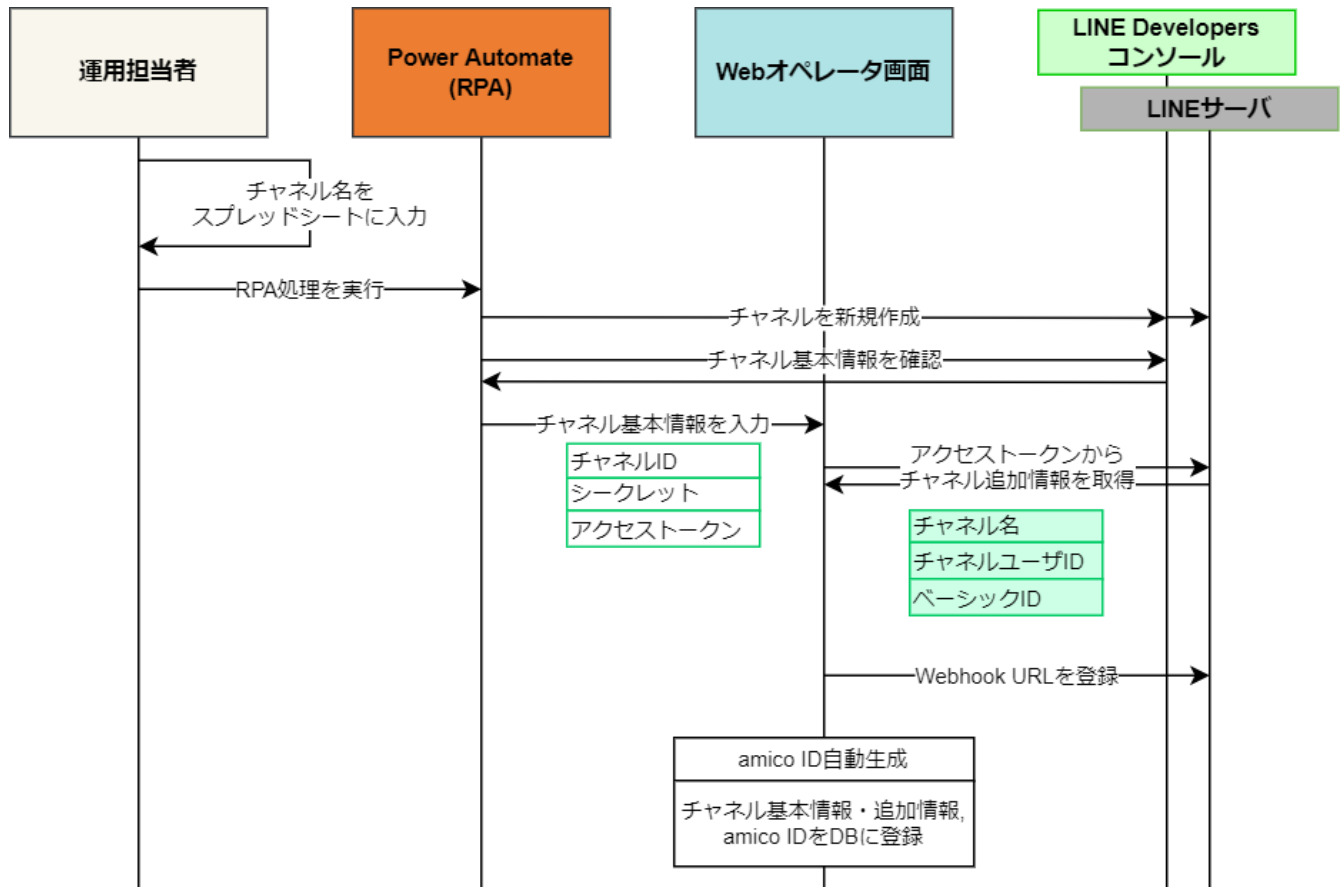 運用担当者
Power Automate
(RPA)
Webオペレータ画面
LINE Developers
コンソール
LINEサーバ
チャネル名を
スプレッドシートに入力
RPA処理を実行
チャネルを新規作成
チャネル基本情報を確認
チャネル基本情報を入力
チャネルID
シークレット
アクセストークン
アクセストークンから
チャネル追加情報を取得
チャネル名
チャネルユーザID
ベーシックID
Webhook URLを登録
amico ID自動生成
チャネル基本情報・追加情報,
amico IDをDBに登録